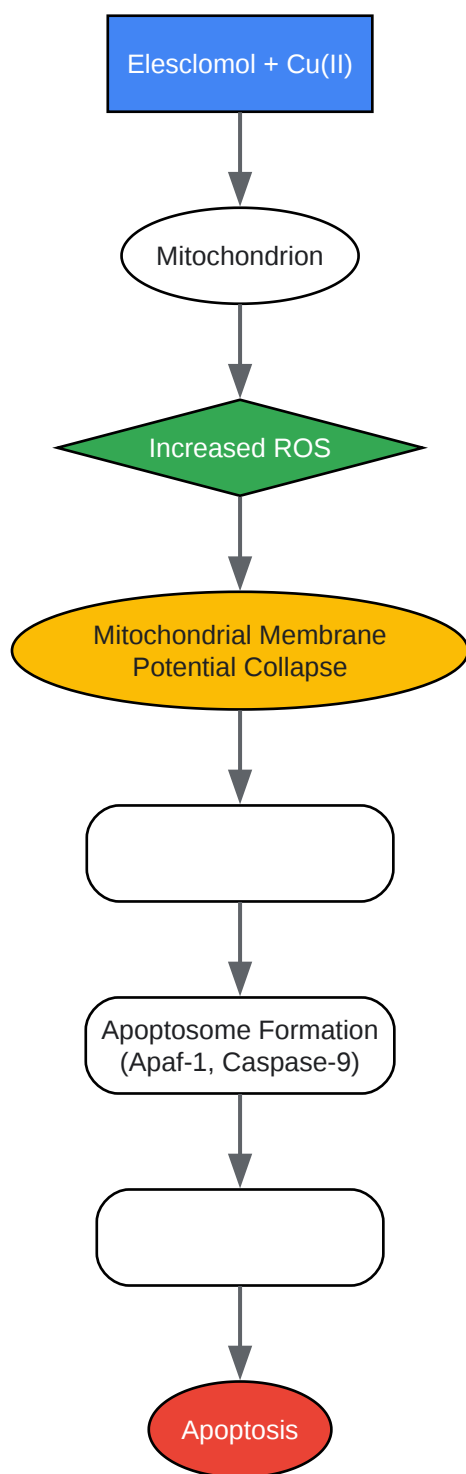 Elesclomol + Cu(II)
Mitochondrion
Increased ROS
Mitochondrial Membrane
Potential Collapse
Apoptosome Formation
(Apaf-1, Caspase-9)
Apoptosis